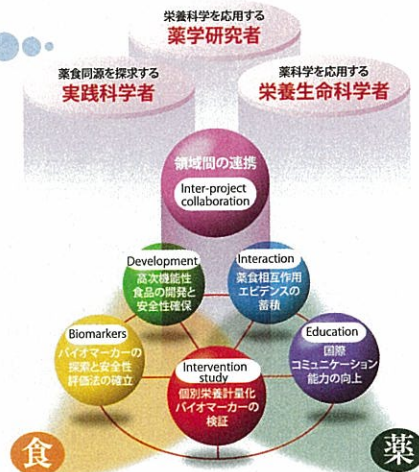 栄養科学を応用する
薬学研究者
薬食同源を探求する
実践科学者
薬科学を応用する
栄養生命科学者
領域間の連携
Inter-project
collaboration
Development
高次機能性
食品の開発と
安全性確保
Interaction
薬食相互作用
エビデンスの
蓄積
Biomarkers
バイオマーカーの
探索と安全性
評価法の確立
Intervention
study
個別栄養計量化
バイオマーカーの
検証
Education
国際
コミュニケーション
能力の向上
食
薬